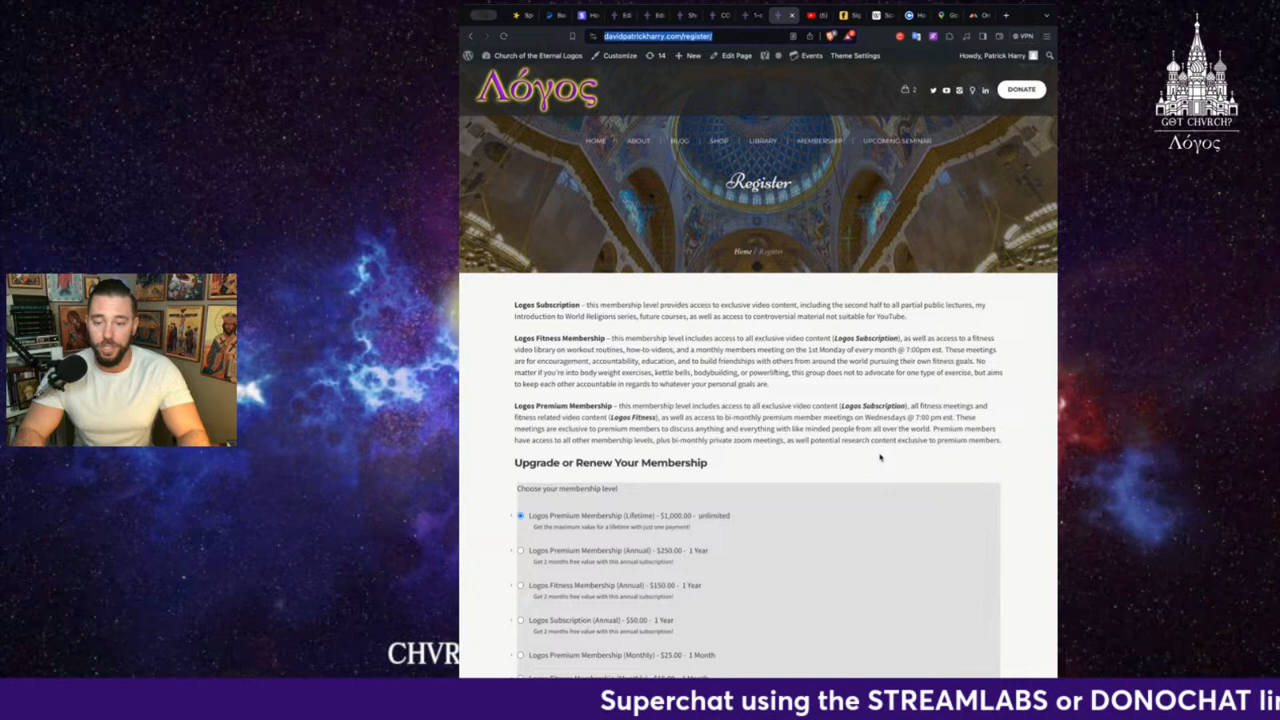 davidpatrickharry.com/register/
VPN
Church of the Eternal Logos
Customize
14
New
Edit Page
Events
Theme Settings
Howdy, Patrick Harry
Λόγος
2
DONATE
HOME
ABOUT
BLOG
SHOP
LIBRARY
MEMBERSHIP
UPCOMING SEMINAR
Register
Home / Register
Logos Subscription – this membership level provides access to exclusive video content, including the second half to all partial public lectures, my
Introduction to World Religions series, future courses, as well as access to controversial material not suitable for YouTube.
Logos Fitness Membership – this membership level includes access to all exclusive video content (Logos Subscription), as well as access to a fitness
video library on workout routines, how-to-videos, and a monthly members meeting on the 1st Monday of every month @ 7:00pm est. These meetings
are for encouragement, accountability, education, and to build friendships with others from around the world pursuing their own fitness goals. No
matter if you're into body weight exercises, kettle bells, bodybuilding, or powerlifting, this group does not to advocate for one type of exercise, but aims
to keep each other accountable in regards to whatever your personal goals are.
Logos Premium Membership – this membership level includes access to all exclusive video content (Logos Subscription), all fitness meetings and
fitness related video content (Logos Fitness), as well as access to bi-monthly premium member meetings on Wednesdays @ 7:00 pm est. These
meetings are exclusive to premium members to discuss anything and everything with like minded people from all over the world. Premium members
have access to all other membership levels, plus bi-monthly private zoom meetings, as well potential research content exclusive to premium members.
Upgrade or Renew Your Membership
Choose your membership level
Logos Premium Membership (Lifetime) - $1,000.00 - unlimited
Get the maximum value for a lifetime with just one payment!
Logos Premium Membership (Annual) - $250.00 - 1 Year
Get 2 months free value with this annual subscription!
Logos Fitness Membership (Annual) - $150.00 - 1 Year
Get 2 months free value with this annual subscription!
Logos Subscription (Annual) - $50.00 - 1 Year
Get 2 months free value with this annual subscription!
Logos Premium Membership (Monthly) - $25.00 - 1 Month
GOT CHVRCH?
Λόγος
CHVR
Superchat using the STREAMLABS or DONOCHAT li